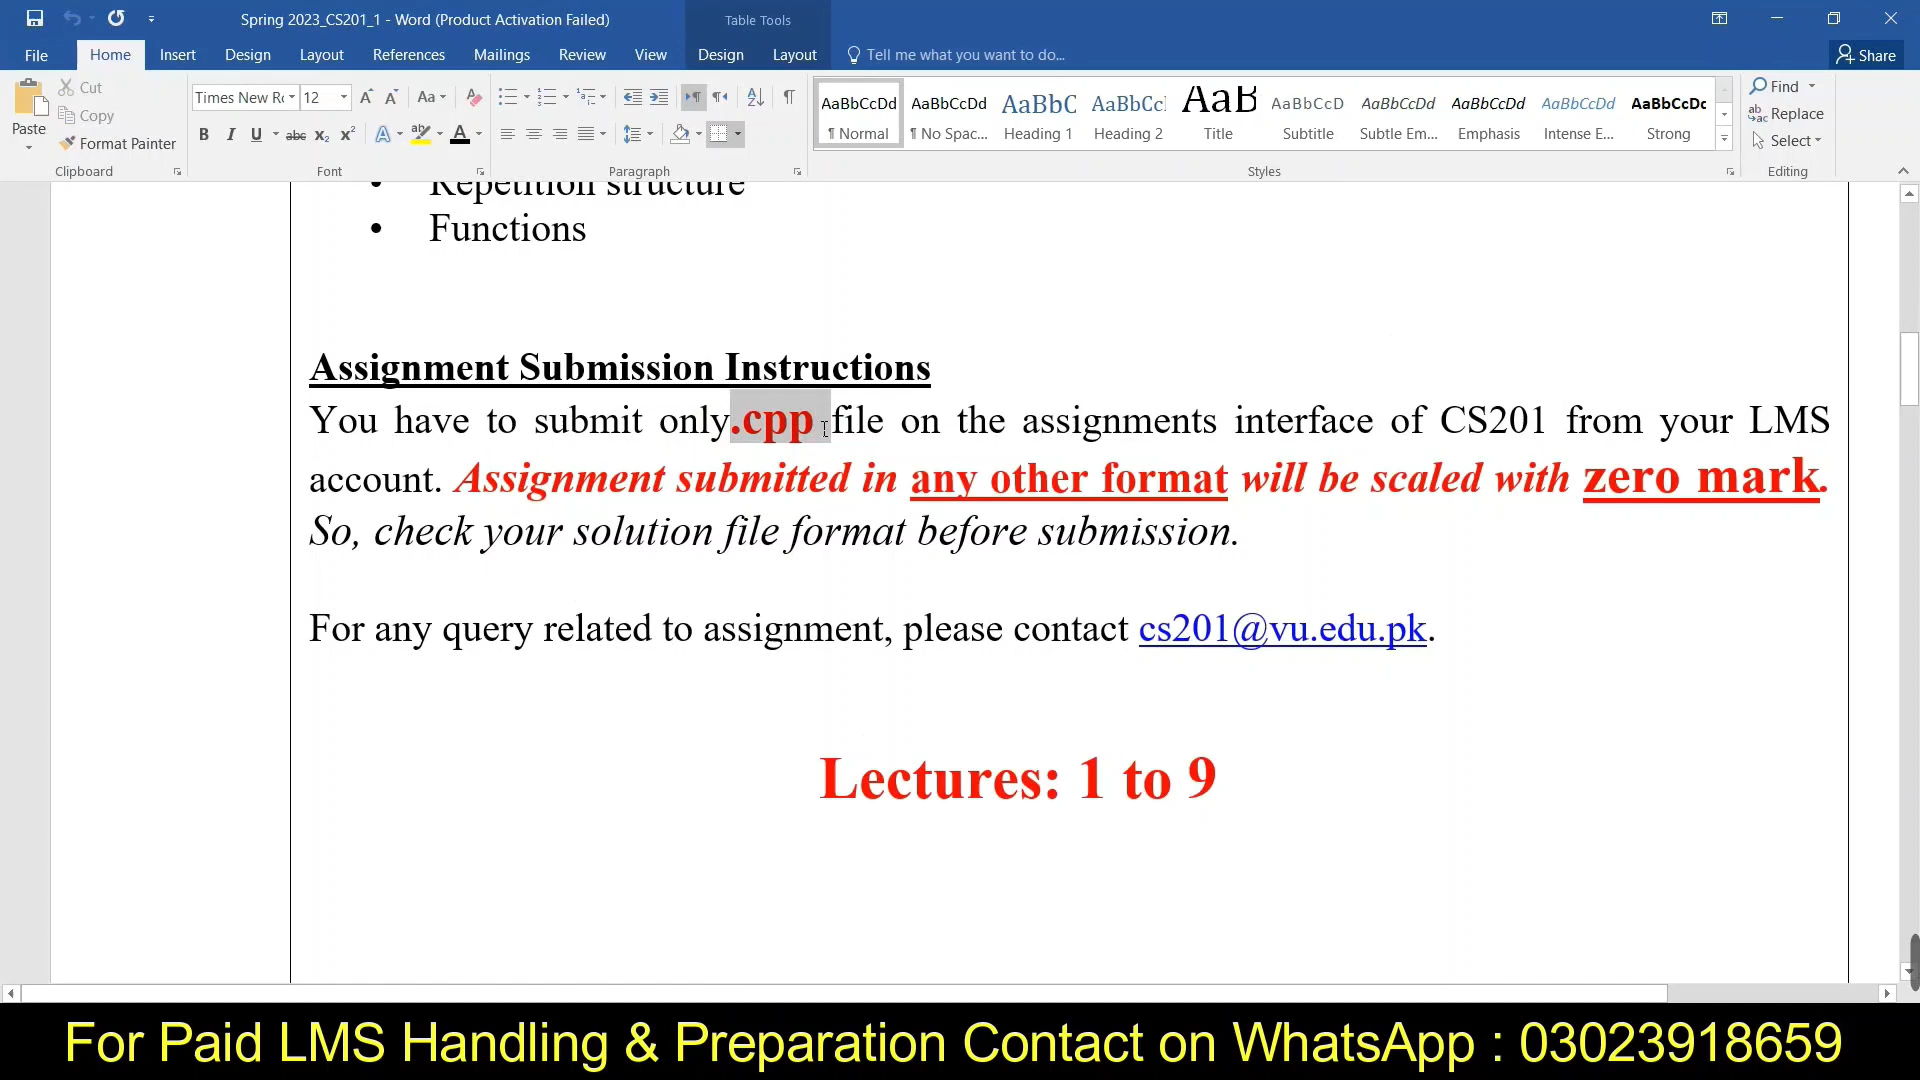 Spring 2023_CS201_1 - Word (Product Activation Failed)
Table Tools
File Home Insert Design Layout References Mailings Review View Design Layout Tell me what you want to do... Share
Paste
Cut
Copy
Format Painter
Clipboard
Times New Ro 12
Aa
B I U abc x₂ x² A A
Font
Paragraph
AaBbCcDd AaBbCcDd AaBbC AaBbCc AaB AaBbCcD AaBbCcDd AaBbCcDd AaBbCcDd AaBbCcDc
¶ Normal ¶ No Spac... Heading 1 Heading 2 Title Subtitle Subtle Em... Emphasis Intense E... Strong
Styles
Find
Replace
Select
Editing
• Repetition structure
• Functions
Assignment Submission Instructions
You have to submit only .cpp file on the assignments interface of CS201 from your LMS
account. Assignment submitted in any other format will be scaled with zero mark.
So, check your solution file format before submission.
For any query related to assignment, please contact cs201@vu.edu.pk.
Lectures: 1 to 9
For Paid LMS Handling & Preparation Contact on WhatsApp : 03023918659